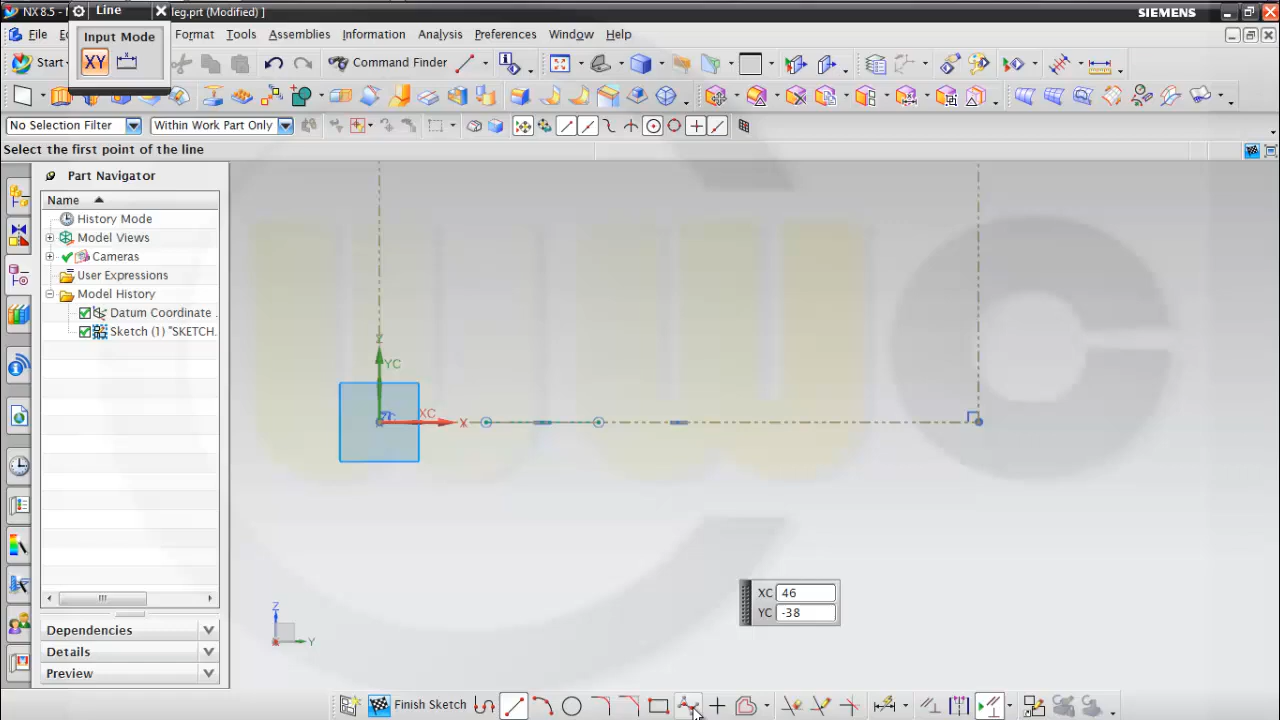 NX 8.5 - M
Line
leg.prt (Modified) ]
SIEMENS
Input Mode
XY
File
Format
Tools
Assemblies
Information
Analysis
Preferences
Window
Help
Start
Command Finder
No Selection Filter
Within Work Part Only
Select the first point of the line
Part Navigator
Name
History Mode
Model Views
Cameras
User Expressions
Model History
Datum Coordinate
Sketch (1) "SKETCH
Dependencies
Details
Preview
Z
YC
XC
X
XC 46
YC -38
Z
Y
Finish Sketch